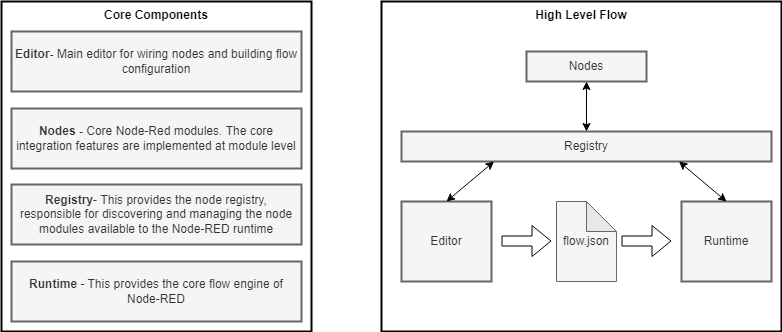 Core Components
Editor- Main editor for wiring nodes and building flow
configuration
Nodes - Core Node-Red modules. The core
integration features are implemented at module level
Registry- This provides the node registry,
responsible for discovering and managing the node
modules available to the Node-RED runtime
Runtime - This provides the core flow engine of
Node-RED
High Level Flow
Nodes
Registry
Editor
flow.json
Runtime